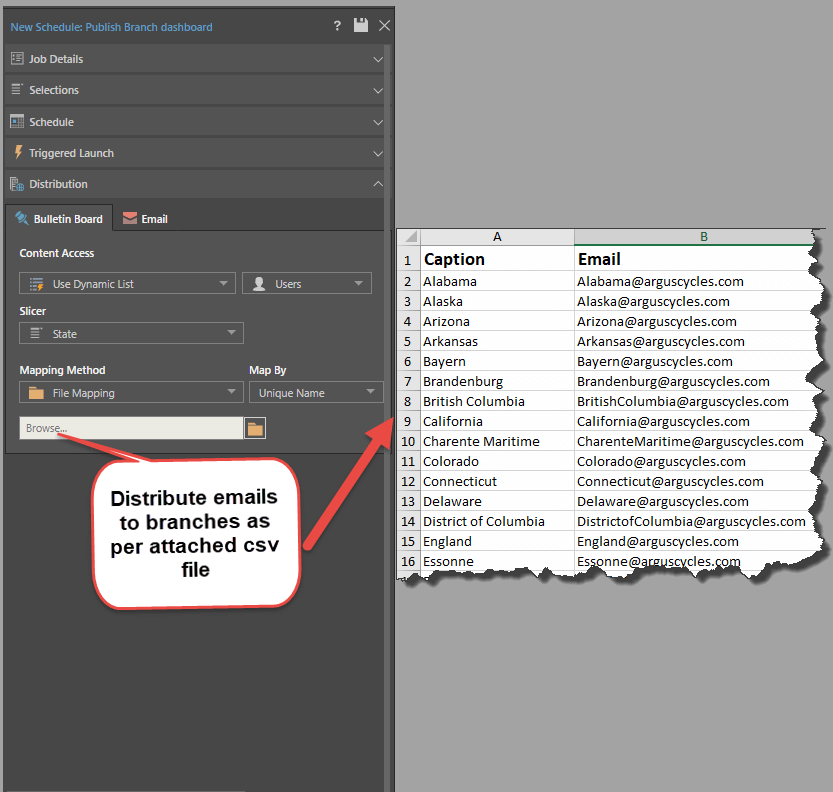 New Schedule: Publish Branch dashboard ?
Job Details
Selections
Schedule
Triggered Launch
Distribution
Bulletin Board Email
Content Access
Use Dynamic List Users
Slicer
State
Mapping Method Map By
File Mapping Unique Name
Browse...
Distribute emails
to branches as
per attached csv
file
A B
1 Caption Email
2 Alabama Alabama@arguscycles.com
3 Alaska Alaska@arguscycles.com
4 Arizona Arizona@arguscycles.com
5 Arkansas Arkansas@arguscycles.com
6 Bayern Bayern@arguscycles.com
7 Brandenburg Brandenburg@arguscycles.com
8 British Columbia BritishColumbia@arguscycles.com
9 California California@arguscycles.com
10 Charente Maritime CharenteMaritime@arguscycles.com
11 Colorado Colorado@arguscycles.com
12 Connecticut Connecticut@arguscycles.com
13 Delaware Delaware@arguscycles.com
14 District of Columbia DistrictofColumbia@arguscycles.com
15 England England@arguscycles.com
16 Essonne Essonne@arguscycles.com